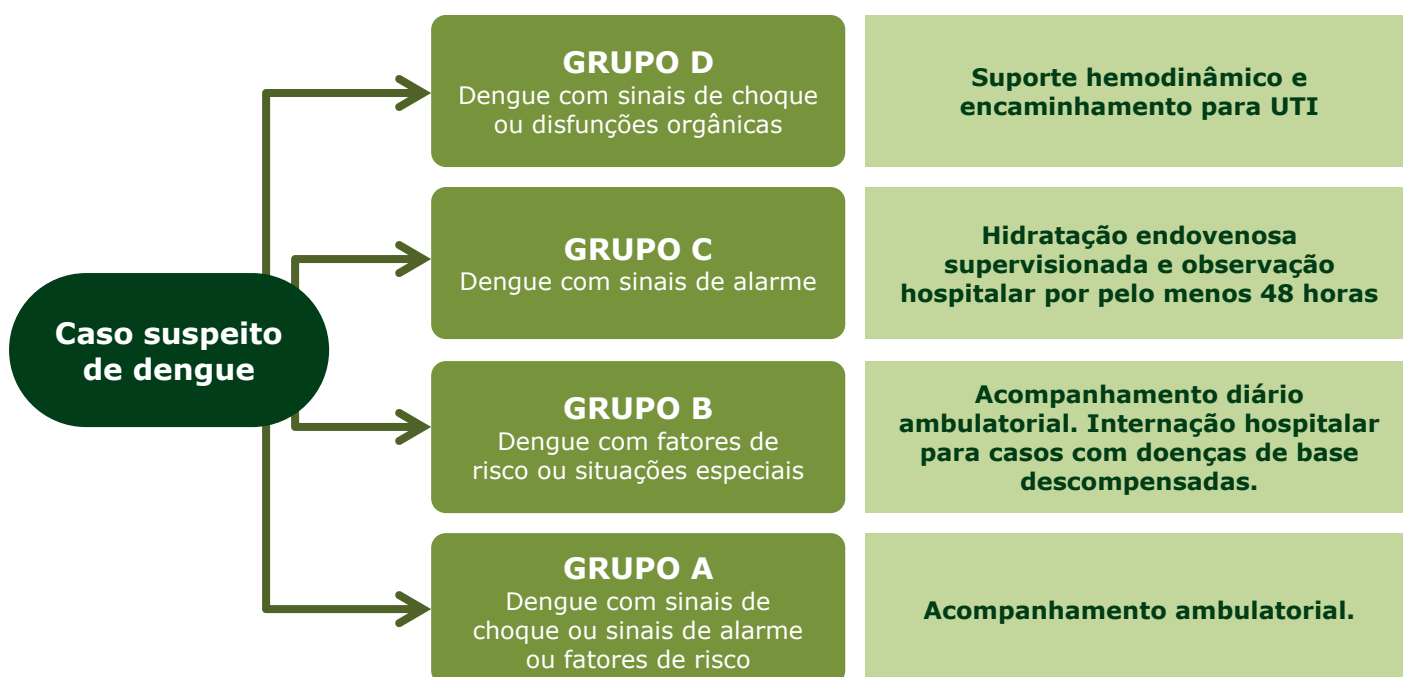 Caso suspeito
de dengue
GRUPO D
Dengue com sinais de choque
ou disfunções orgânicas
Suporte hemodinâmico e
encaminhamento para UTI
GRUPO C
Dengue com sinais de alarme
Hidratação endovenosa
supervisionada e observação
hospitalar por pelo menos 48 horas
GRUPO B
Dengue com fatores de
risco ou situações especiais
Acompanhamento diário
ambulatorial. Internação hospitalar
para casos com doenças de base
descompensadas.
GRUPO A
Dengue com sinais de
choque ou sinais de alarme
ou fatores de risco
Acompanhamento ambulatorial.